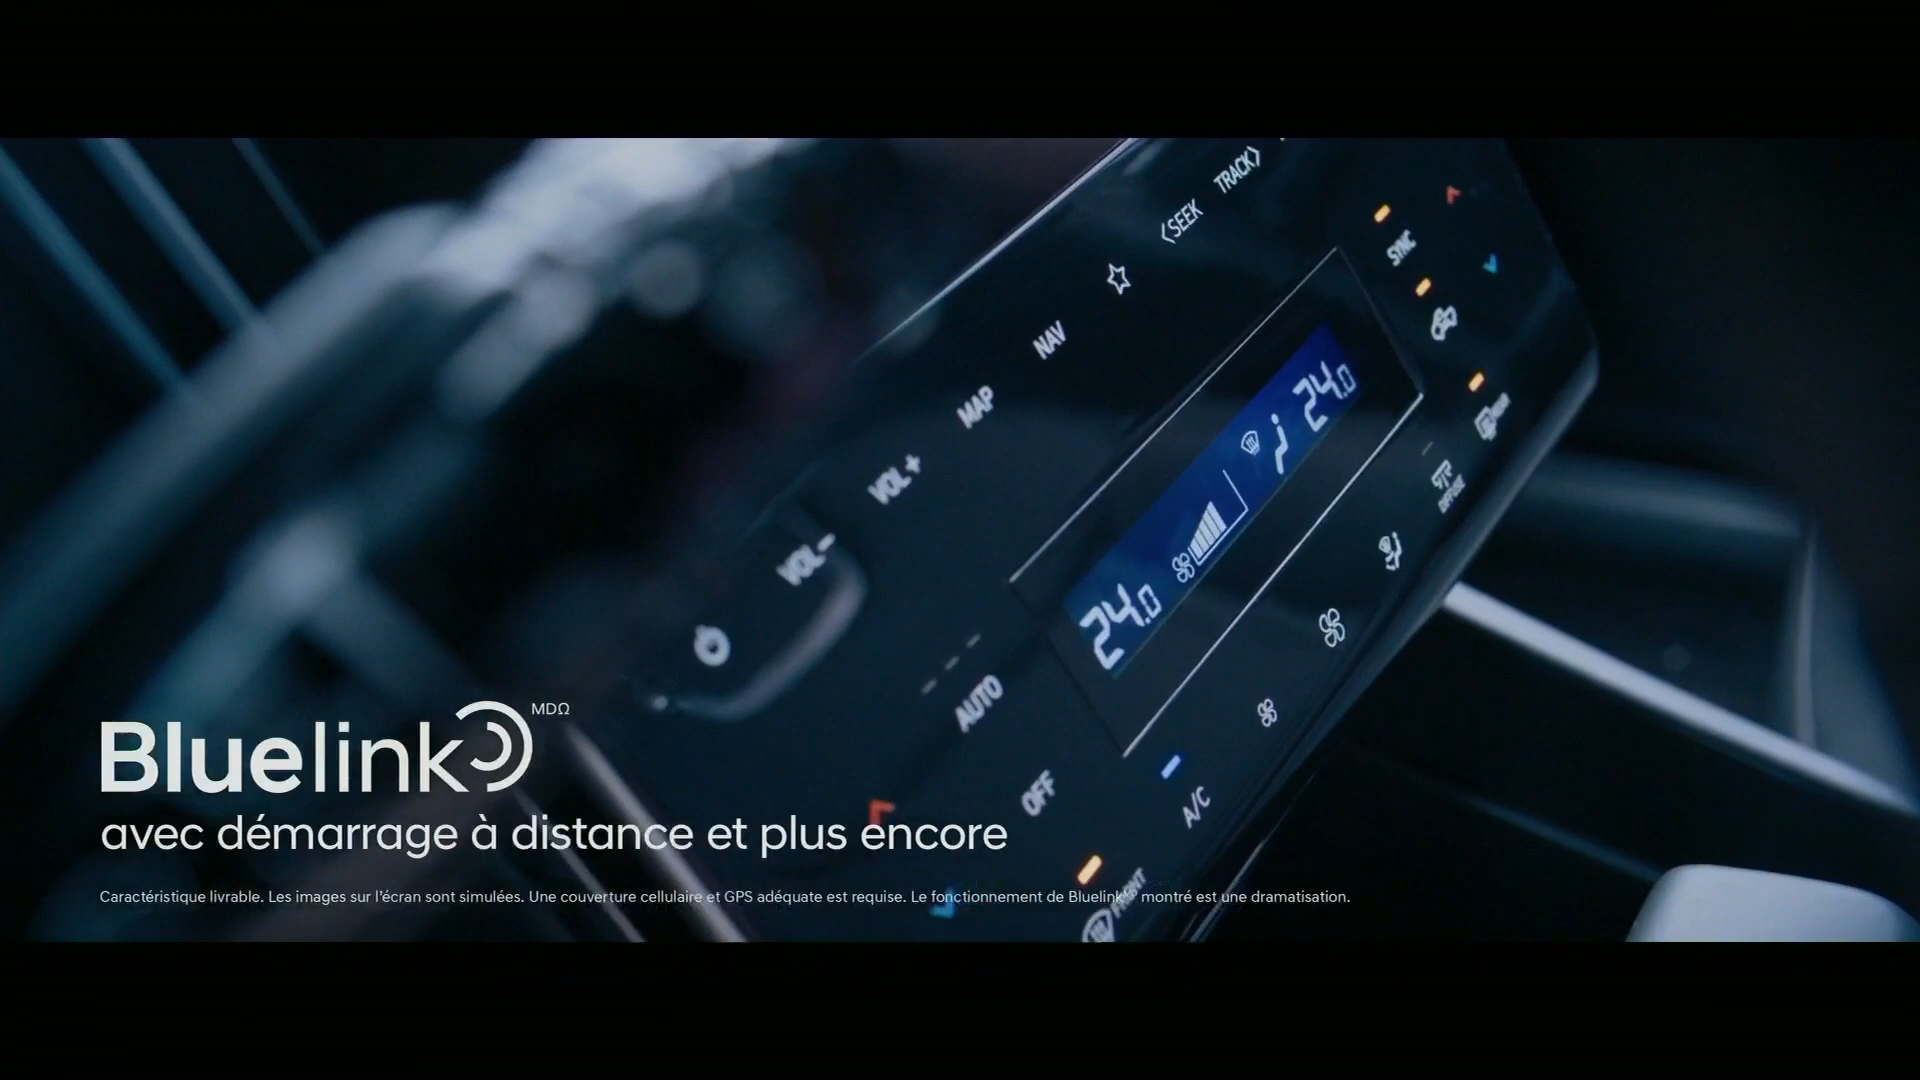 <SEEK
TRACK>
SYNC
NAV
MAP
VOL +
VOL-
24.0
24.0
DIFFUSE
AUTO
OFF
A/C
FRONT
Bluelink MDΩ
avec démarrage à distance et plus encore
Caractéristique livrable. Les images sur l'écran sont simulées. Une couverture cellulaire et GPS adéquate est requise. Le fonctionnement de Bluelink montré est une dramatisation.